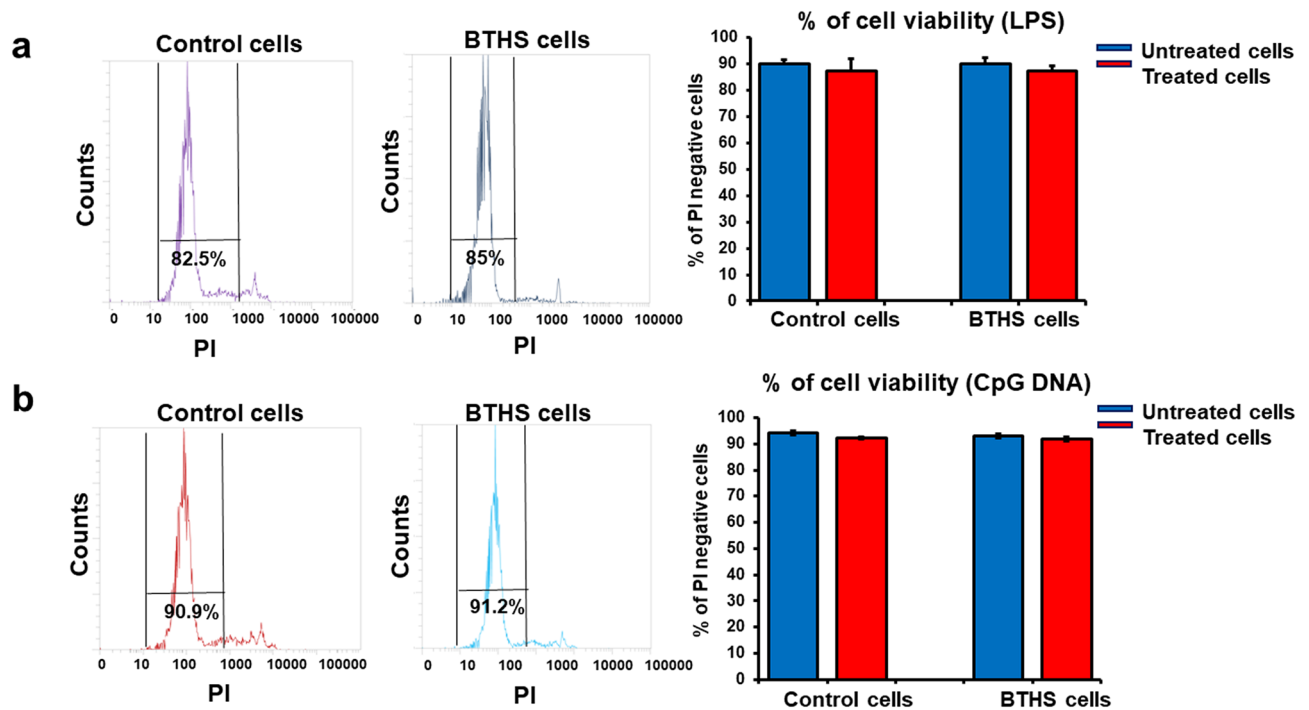 a
Control cells
Counts
82.5%
0 10 100 1000 10000 100000
PI
BTHS cells
Counts
85%
0 10 100 1000 10000 100000
PI
% of cell viability (LPS)
% of PI negative cells
100
90
80
70
60
50
40
30
20
10
0
Control cells BTHS cells
Untreated cells
Treated cells
b
Control cells
Counts
90.9%
0 10 100 1000 10000 100000
PI
BTHS cells
Counts
91.2%
0 10 100 1000 10000 100000
PI
% of cell viability (CpG DNA)
% of PI negative cells
100
90
80
70
60
50
40
30
20
10
0
Control cells BTHS cells
Untreated cells
Treated cells